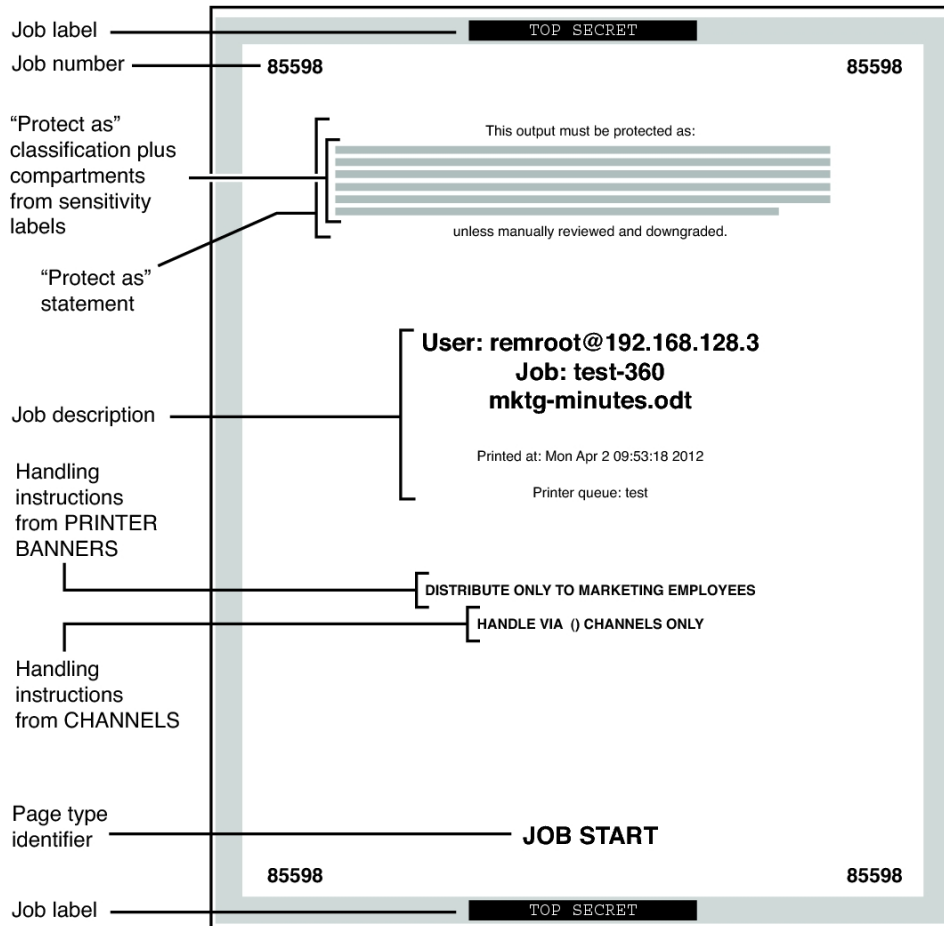 Job label
TOP SECRET
Job number
85598
85598
“Protect as”
classification plus
compartments
from sensitivity
labels
This output must be protected as:
unless manually reviewed and downgraded.
“Protect as”
statement
User: remroot@192.168.128.3
Job: test-360
mktg-minutes.odt
Job description
Printed at: Mon Apr 2 09:53:18 2012
Printer queue: test
Handling
instructions
from PRINTER
BANNERS
DISTRIBUTE ONLY TO MARKETING EMPLOYEES
HANDLE VIA  () CHANNELS ONLY
Handling
instructions
from CHANNELS
Page type
identifier
JOB START
85598
85598
Job label
TOP SECRET